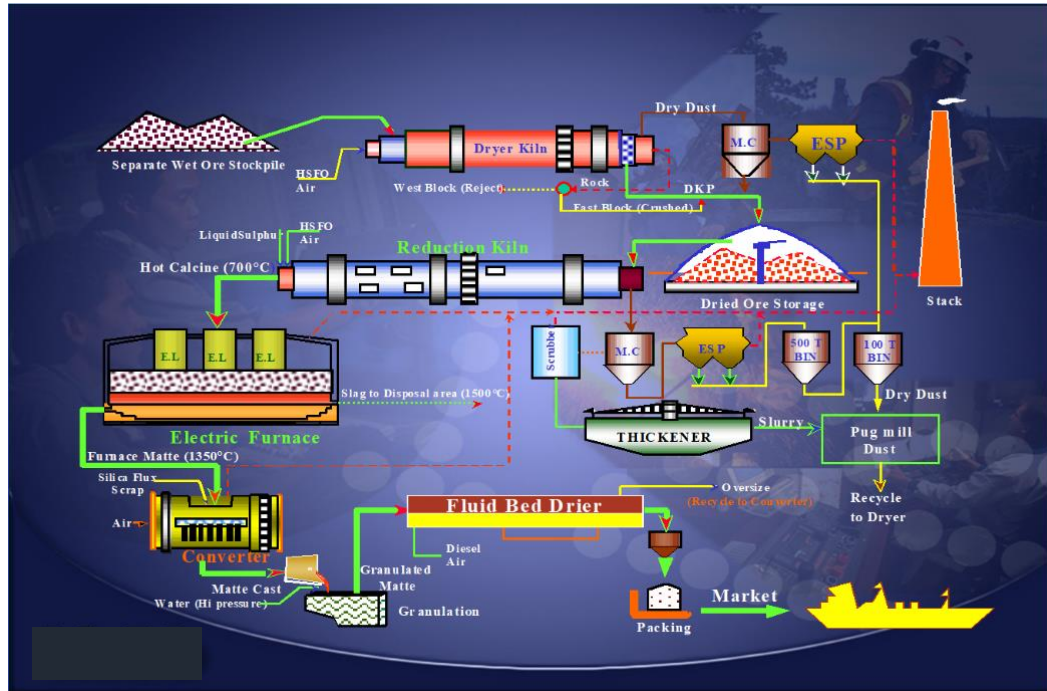 Dry Dust
Separate Wet Ore Stockpile
Dryer Kiln
M.C
ESP
HSFO
Air
West Block (Reject)
Rock
DKP
East Block (Crushed)
LiquidSulphur
HSFO
Air
Reduction Kiln
Hot Calcine (700°C
Dried Ore Storage
Stack
E.L
E.L
E.L
Scrubber
M.C
ESP
500 T
BIN
100 T
BIN
Slag to Disposal area (1500°C)
Dry Dust
Electric Furnace
THICKENER
Slurry
Pug mill
Dust
Furnace Matte (1350°C)
Silica Flux
Scrap
Air
Converter
Fluid Bed Drier
Oversize
(Recycle to Converter)
Recycle
to Dryer
Diesel
Air
Matte Cast
Water (Hi pressure)
Granulated
Matte
Granulation
Packing
Market